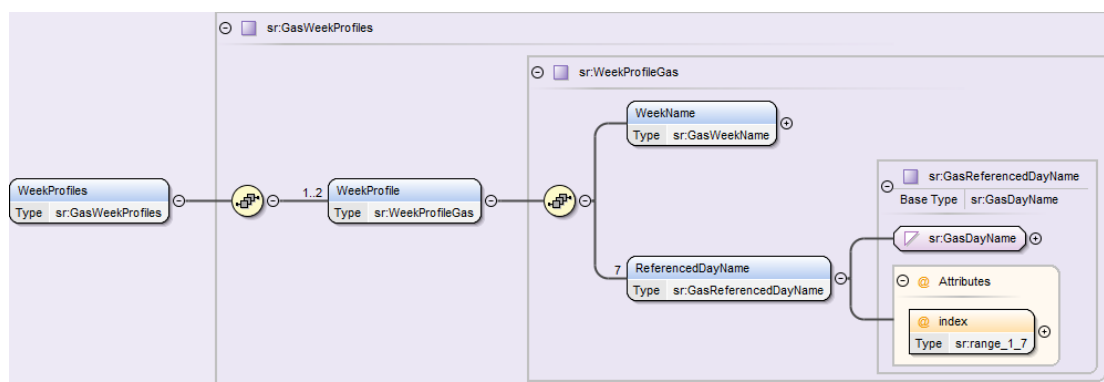 sr:GasWeekProfiles
sr:WeekProfileGas
WeekName
Type sr:GasWeekName
sr:GasReferencedDayName
Base Type sr:GasDayName
WeekProfiles
Type sr:GasWeekProfiles
1..2
WeekProfile
Type sr:WeekProfileGas
sr:GasDayName
7
ReferencedDayName
Type sr:GasReferencedDayName
@ Attributes
@ index
Type sr:range_1_7